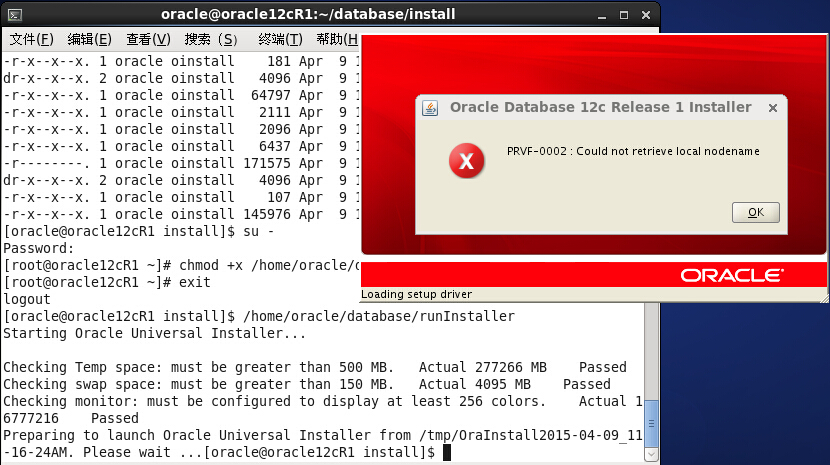 oracle@oracle12cR1:~/database/install
文件(F) 编辑(E) 查看(V) 搜索 (S) 终端(T) 帮助(H
-r-x--x--x. 1 oracle oinstall    181 Apr  9 1
dr-x--x--x. 2 oracle oinstall   4096 Apr  9 1
-r-x--x--x. 1 oracle oinstall  64797 Apr  9 1
-r-x--x--x. 1 oracle oinstall   2111 Apr  9 1
-r-x--x--x. 1 oracle oinstall   2096 Apr  9 1
-r-x--x--x. 1 oracle oinstall   6437 Apr  9 1
-r--------. 1 oracle oinstall 171575 Apr  9 1
dr-x--x--x. 2 oracle oinstall   4096 Apr  9 1
-r-x--x--x. 1 oracle oinstall    107 Apr  9 1
-r-x--x--x. 1 oracle oinstall 145976 Apr  9 1
[oracle@oracle12cR1 install]$ su -
Password:
[root@oracle12cR1 ~]# chmod +x /home/oracle/
[root@oracle12cR1 ~]# exit
logout
[oracle@oracle12cR1 install]$ /home/oracle/database/runInstaller
Starting Oracle Universal Installer...
Checking Temp space: must be greater than 500 MB.   Actual 277266 MB    Passed
Checking swap space: must be greater than 150 MB.   Actual 4095 MB    Passed
Checking monitor: must be configured to display at least 256 colors.    Actual 1
6777216    Passed
Preparing to launch Oracle Universal Installer from /tmp/OraInstall2015-04-09_11
-16-24AM. Please wait ...[oracle@oracle12cR1 install]$
Oracle Database 12c Release 1 Installer
PRVF-0002 : Could not retrieve local nodename
OK
ORACLE
Loading setup driver